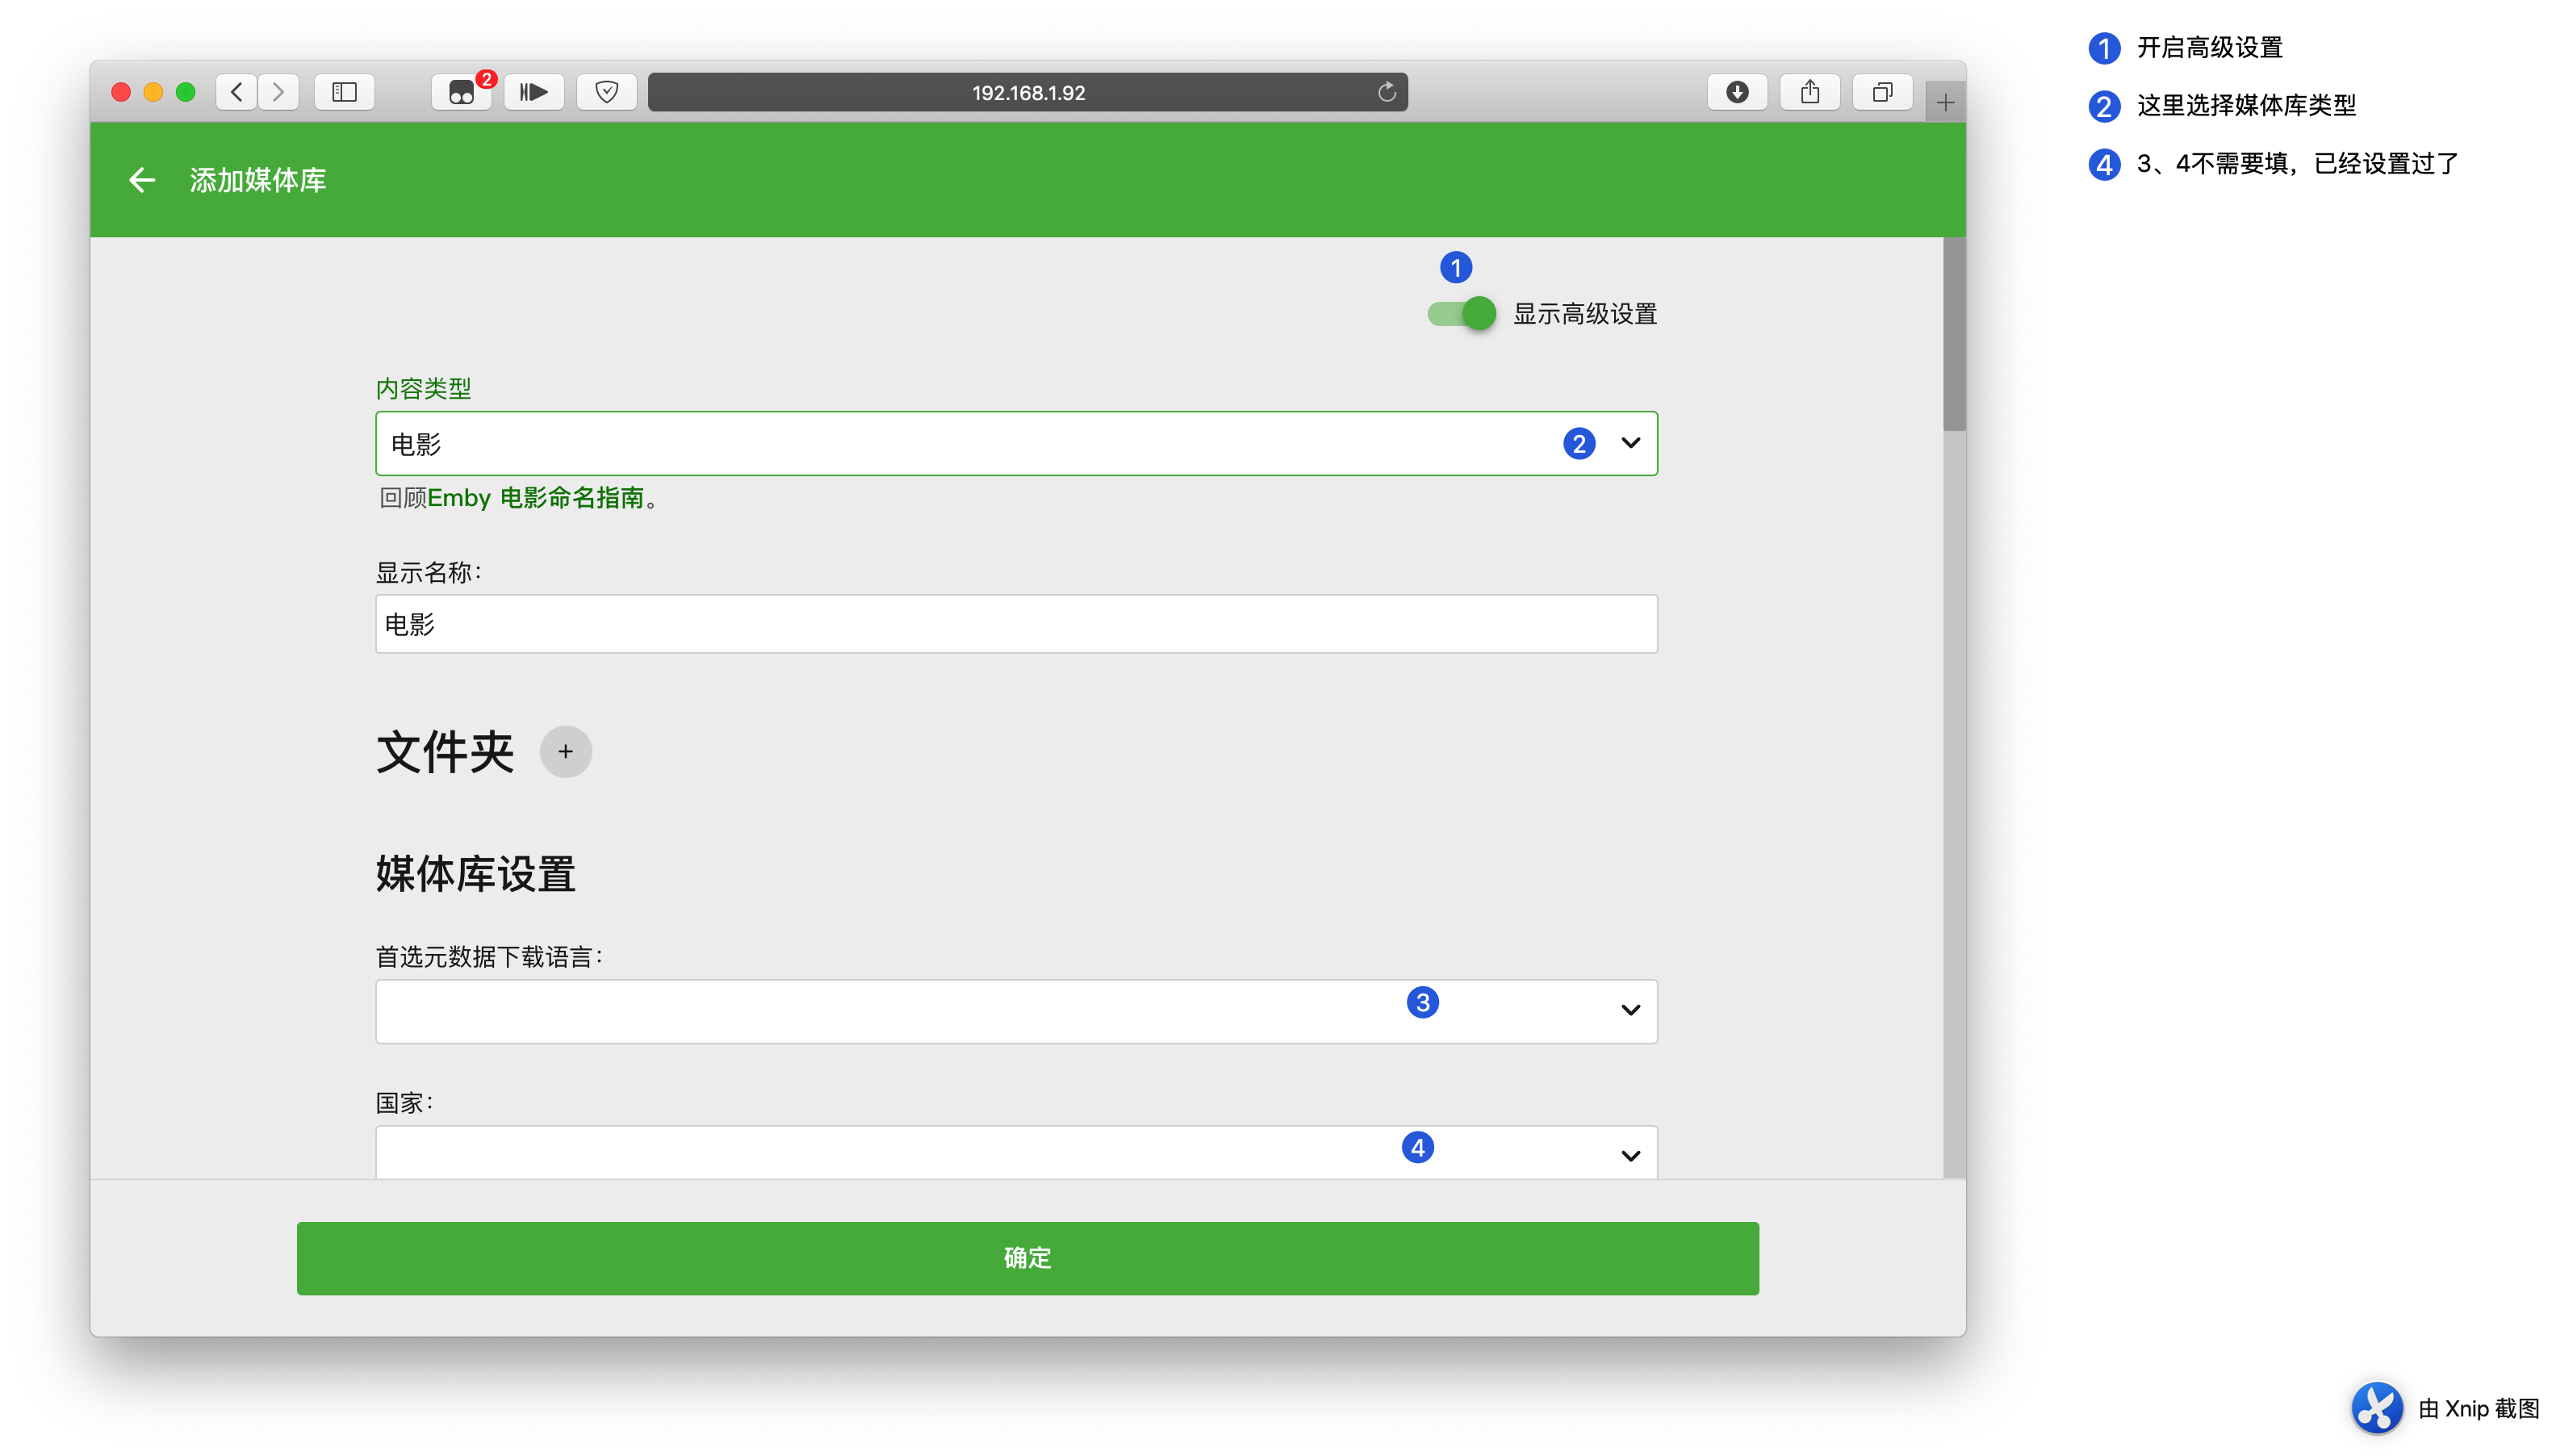 1 开启高级设置
2 这里选择媒体库类型
4 3、4不需要填，已经设置过了
2
192.168.1.92
添加媒体库
1
显示高级设置
内容类型
电影 2
回顾Emby 电影命名指南。
显示名称：
电影
文件夹 +
媒体库设置
首选元数据下载语言：
3
国家：
4
确定
由 Xnip 截图